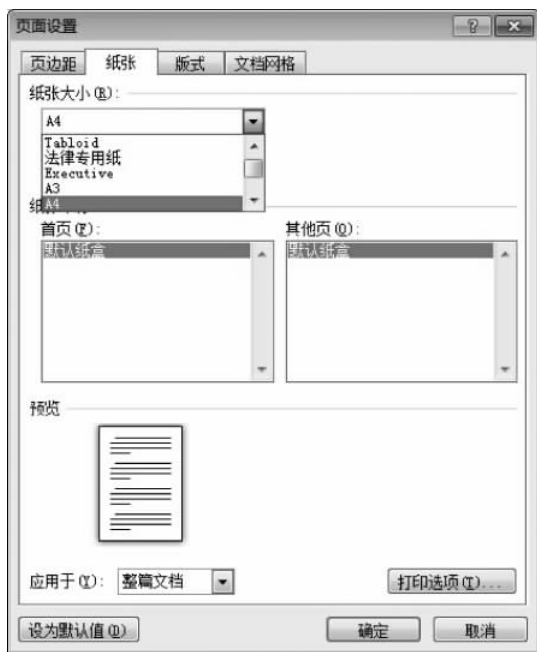 页面设置
页边距 纸张 版式 文档网格
纸张大小(R):
A4
Tabloid
法律专用纸
Executive
A3
A4
首页(F): 其他页(O):
默认纸盒 默认纸盒
预览
应用于(Y): 整篇文档 打印选项(T)...
设为默认值(D) 确定 取消